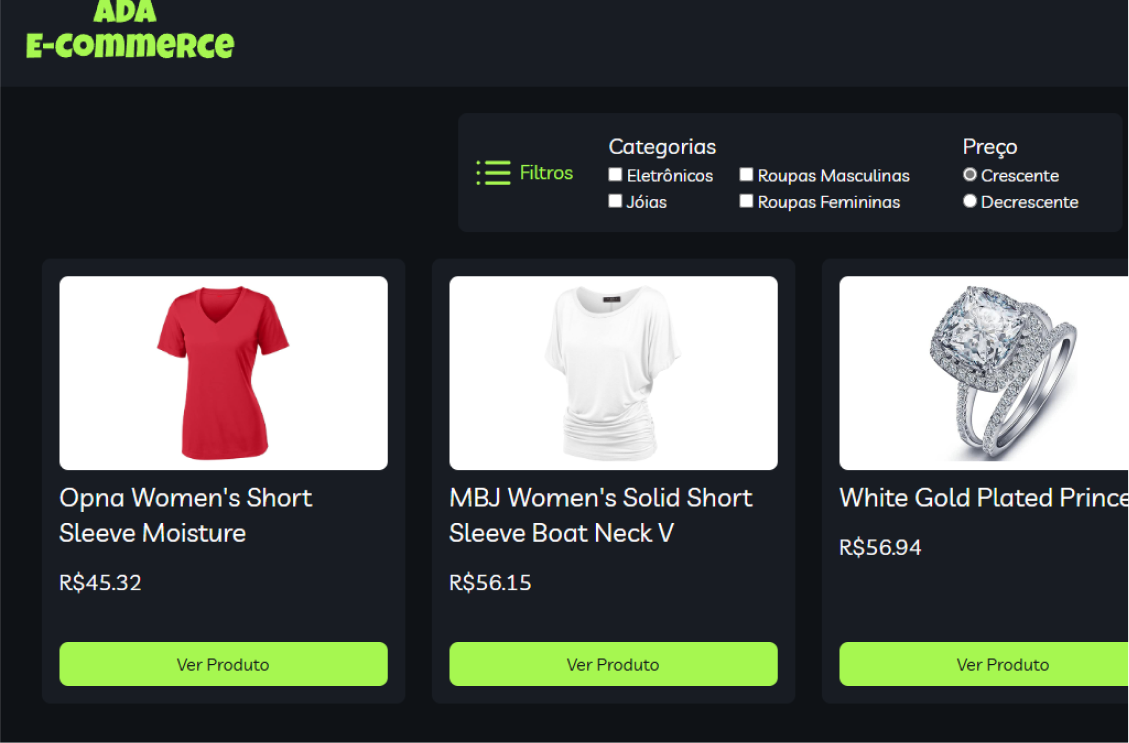 ADA
E-commerce
Filtros
Categorias
Eletrônicos
Roupas Masculinas
Jóias
Roupas Femininas
Preço
Crescente
Decrescente
Opna Women's Short
Sleeve Moisture
R$45.32
Ver Produto
MBJ Women's Solid Short
Sleeve Boat Neck V
R$56.15
Ver Produto
White Gold Plated Prince
R$56.94
Ver Produto